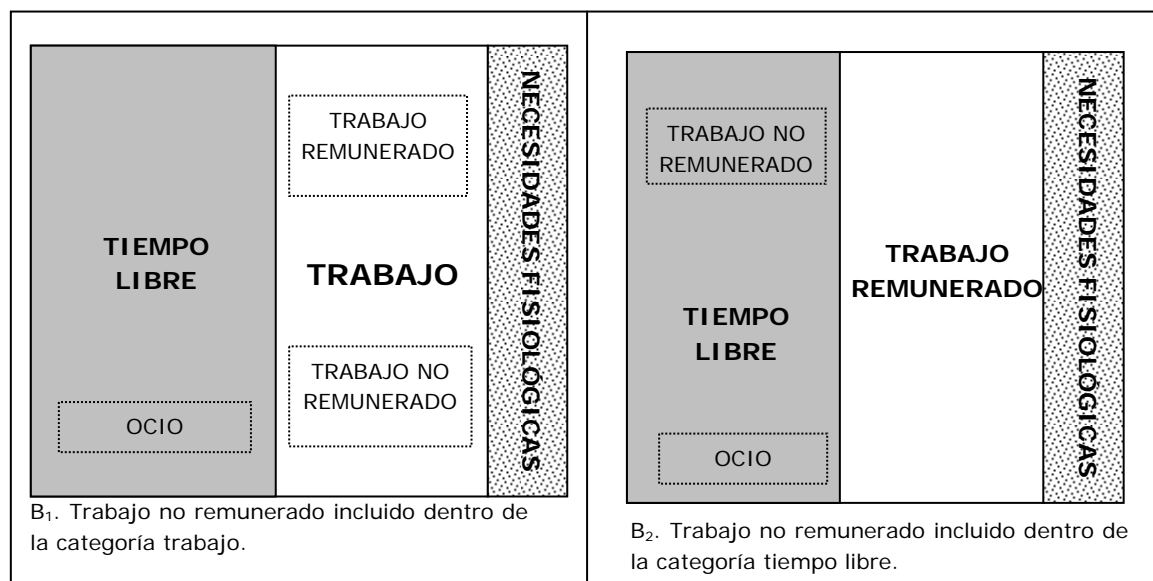 TIEMPO
LIBRE
OCIO
TRABAJO
REMUNERADO
TRABAJO
TRABAJO NO
REMUNERADO
NECESIDADES FISIOLÓGICAS
B₁. Trabajo no remunerado incluido dentro de
la categoría trabajo.
TRABAJO NO
REMUNERADO
TIEMPO
LIBRE
OCIO
TRABAJO
REMUNERADO
NECESIDADES FISIOLÓGICAS
B₂. Trabajo no remunerado incluido dentro de
la categoría tiempo libre.